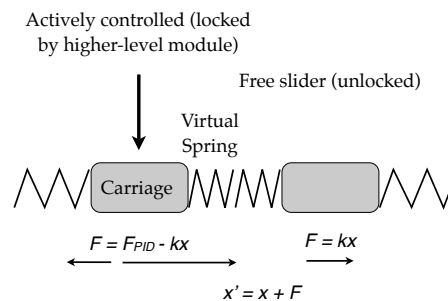 Actively controlled (locked
by higher-level module)
Free slider (unlocked)
Virtual
Spring
Carriage
F = FPID - kx
F = kx
x' = x + F